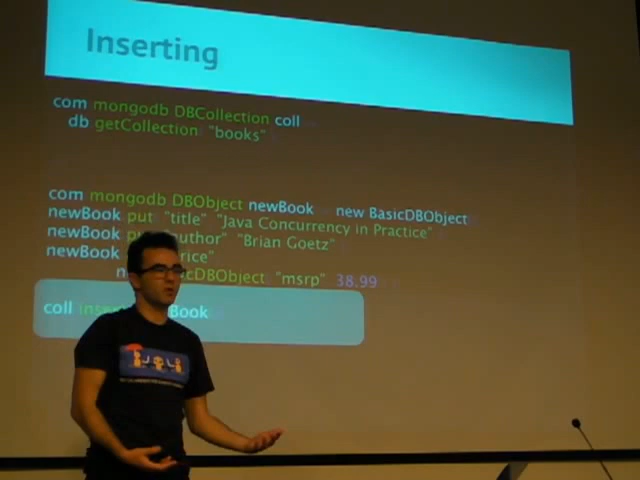 Inserting
com mongodb DBCollection coll
db getCollection "books"
com mongodb DBObject newBook new BasicDBObject
newBook put "title" "Java Concurrency in Practice"
newBook "author" "Brian Goetz"
newBook
"msrp" 38.99
coll